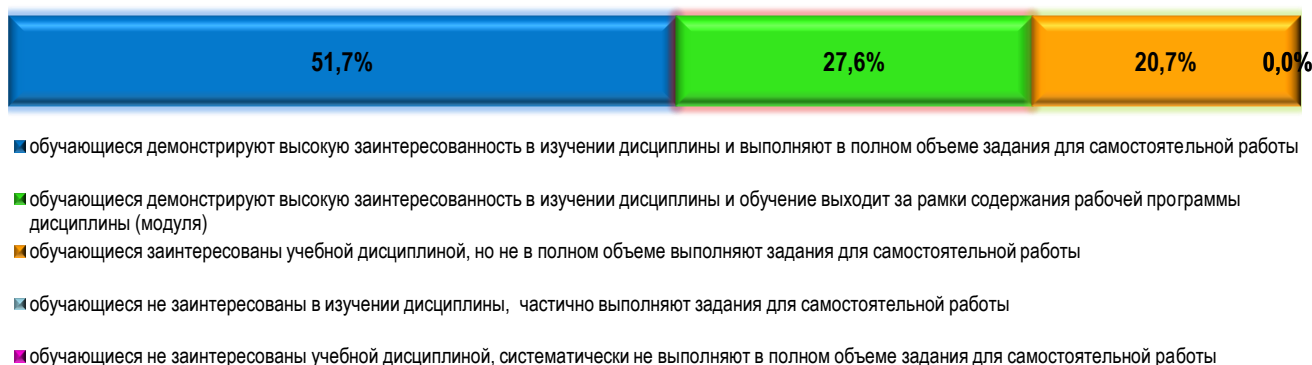 51,7% 27,6% 20,7% 0,0%
обучающиеся демонстрируют высокую заинтересованность в изучении дисциплины и выполняют в полном объеме задания для самостоятельной работы
обучающиеся демонстрируют высокую заинтересованность в изучении дисциплины и обучение выходит за рамки содержания рабочей программы
дисциплины (модуля)
обучающиеся заинтересованы учебной дисциплиной, но не в полном объеме выполняют задания для самостоятельной работы
обучающиеся не заинтересованы в изучении дисциплины, частично выполняют задания для самостоятельной работы
обучающиеся не заинтересованы учебной дисциплиной, систематически не выполняют в полном объеме задания для самостоятельной работы